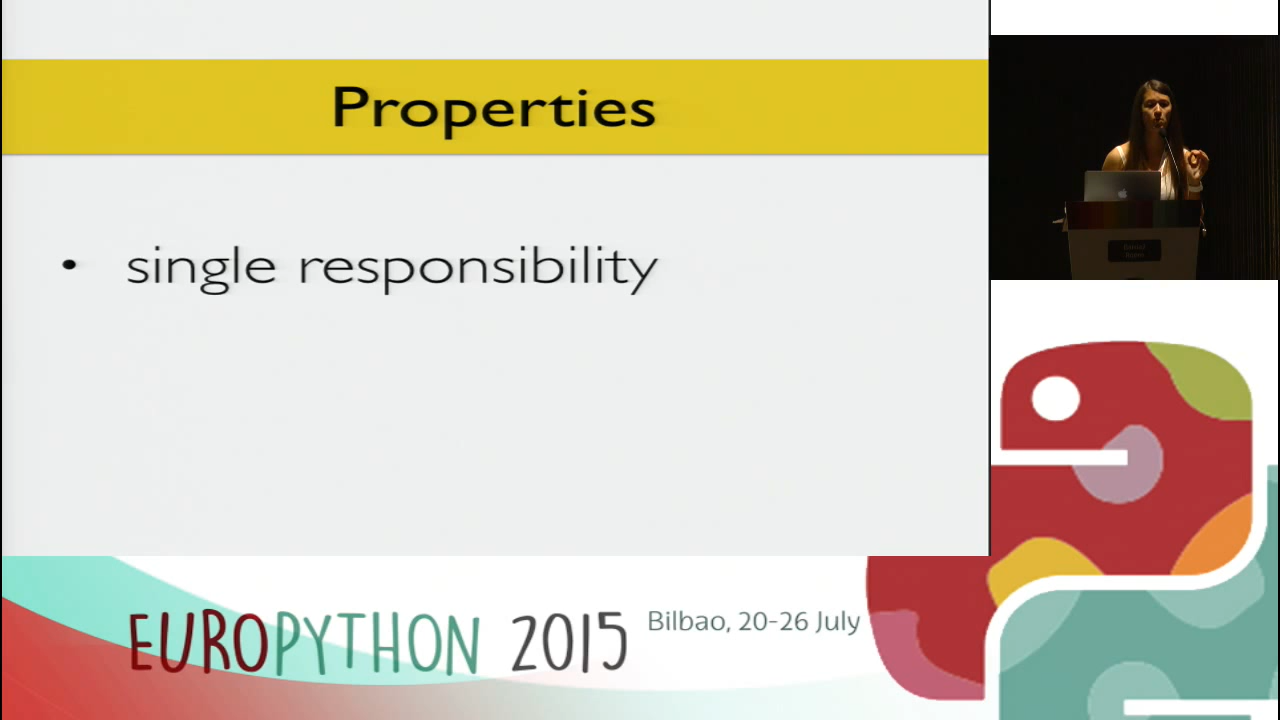 Properties
• single responsibility
EUROPYTHON 2015
Bilbao, 20-26 July